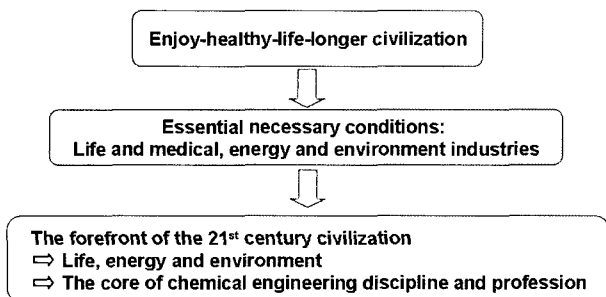 Enjoy-healthy-life-longer civilization
Essential necessary conditions:
Life and medical, energy and environment industries
The forefront of the 21st century civilization
⇨ Life, energy and environment
⇨ The core of chemical engineering discipline and profession